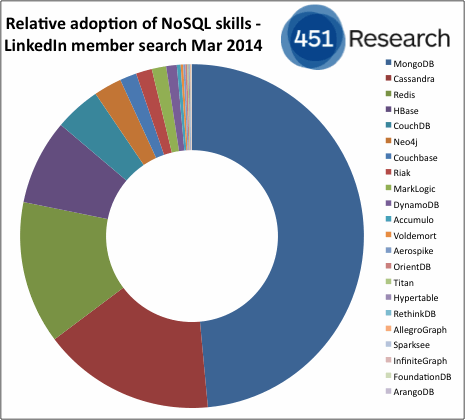 Relative adoption of NoSQL skills -
LinkedIn member search Mar 2014
451 Research
MongoDB
Cassandra
Redis
HBase
CouchDB
Neo4j
Couchbase
Riak
MarkLogic
DynamoDB
Accumulo
Voldemort
Aerospike
OrientDB
Titan
Hypertable
RethinkDB
AllegroGraph
Sparksee
InfiniteGraph
FoundationDB
ArangoDB